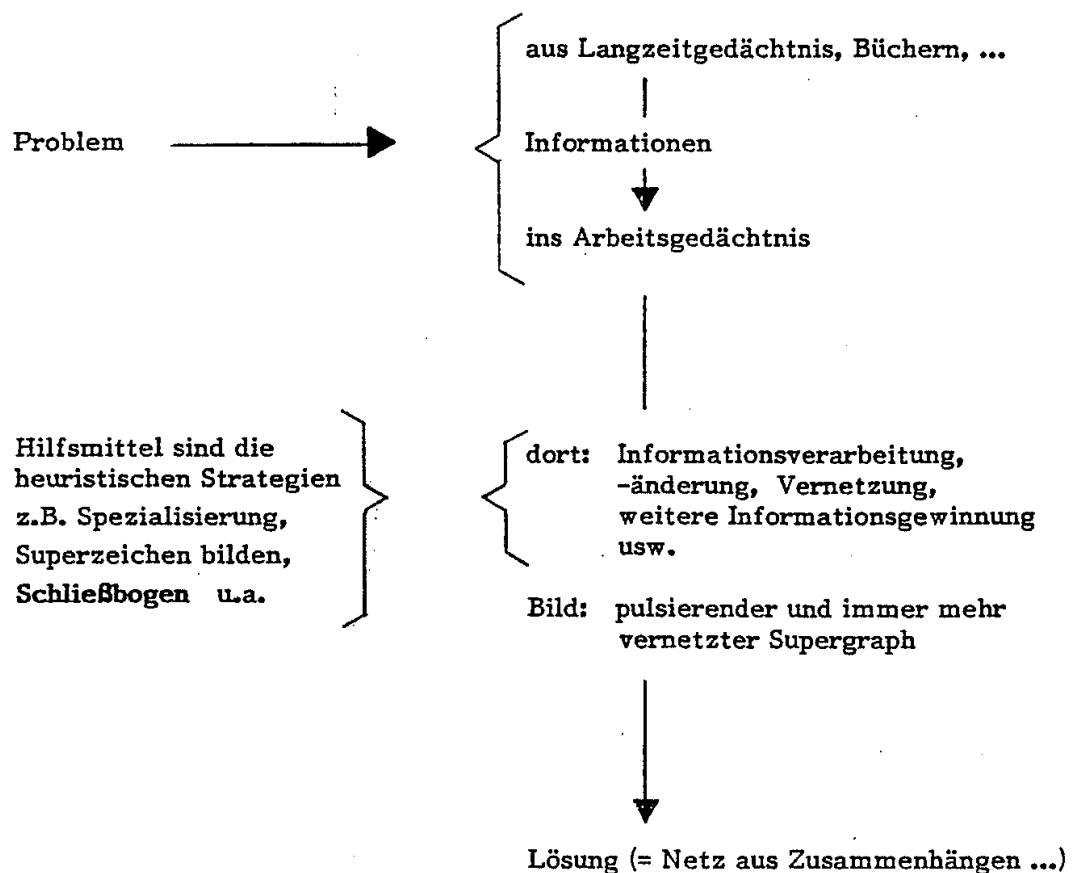 aus Langzeitgedächtnis, Büchern, ...
Problem
Informationen
ins Arbeitsgedächtnis
Hilfsmittel sind die
heuristischen Strategien
z.B. Spezialisierung,
Superzeichen bilden,
Schließbogen u.a.
dort: Informationsverarbeitung,
-änderung, Vernetzung,
weitere Informationsgewinnung
usw.
Bild: pulsierender und immer mehr
vernetzter Supergraph
Lösung (= Netz aus Zusammenhängen ...)